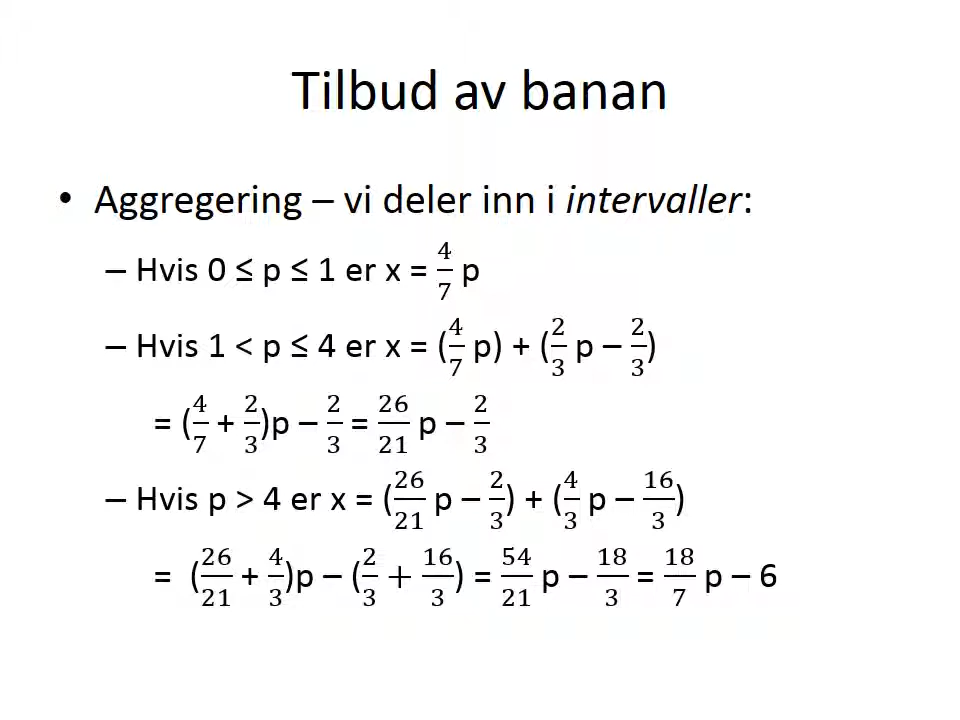 Tilbud av banan
• Aggregering – vi deler inn i intervaller:
– Hvis 0 ≤ p ≤ 1 er x = 4/7 p
– Hvis 1 < p ≤ 4 er x = (4/7 p) + (2/3 p – 2/3)
= (4/7 + 2/3)p – 2/3 = 26/21 p – 2/3
– Hvis p > 4 er x = (26/21 p – 2/3) + (4/3 p – 16/3)
= (26/21 + 4/3)p – (2/3 + 16/3) = 54/21 p – 18/3 = 18/7 p – 6